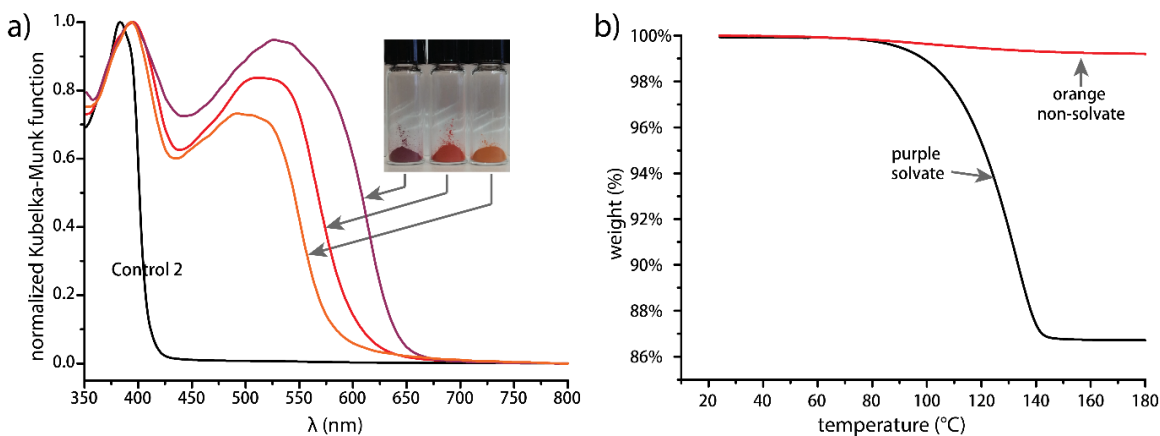 a)
normalized Kubelka-Munk function
1.0
0.8
0.6
0.4
0.2
0.0
Control 2
350 400 450 500 550 600 650 700 750 800
λ (nm)
b)
weight (%)
100%
98%
96%
94%
92%
90%
88%
86%
orange
non-solvate
purple
solvate
20 40 60 80 100 120 140 160 180
temperature (°C)